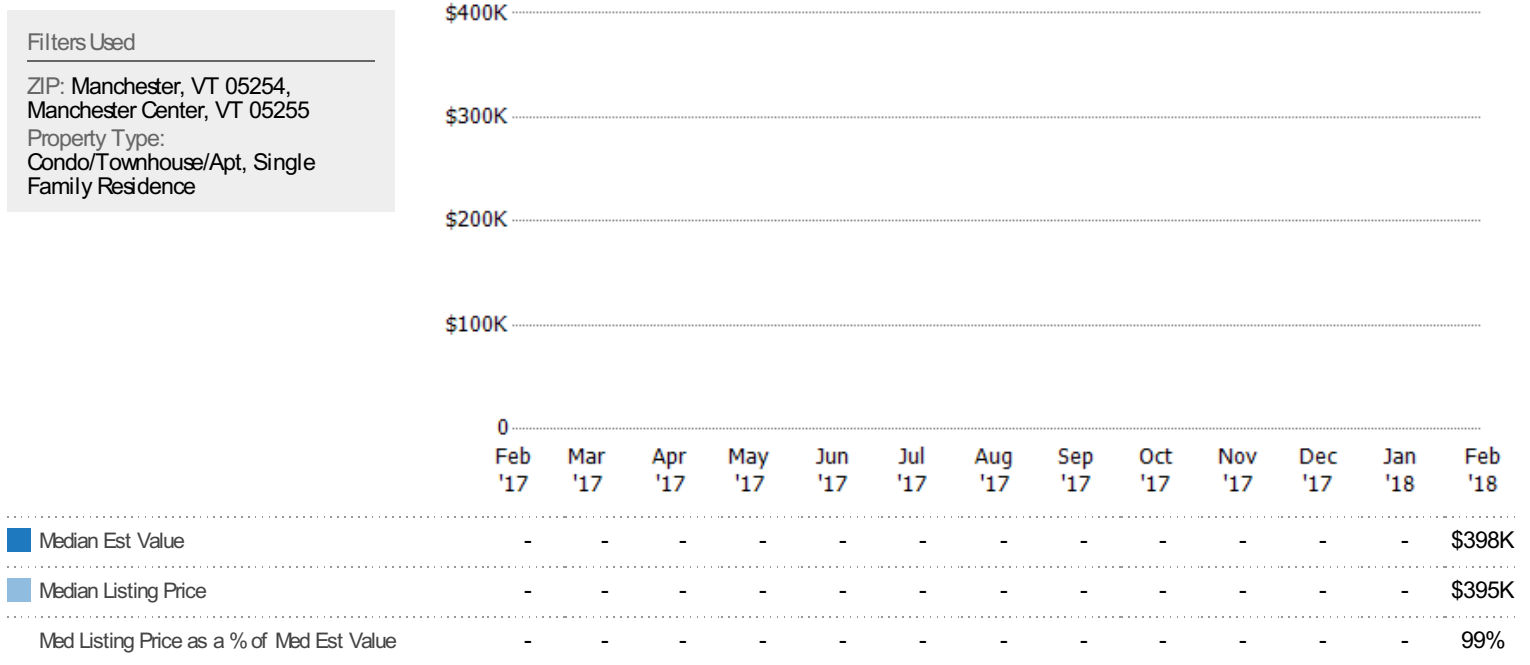 Filters Used
ZIP: Manchester, VT 05254,
Manchester Center, VT 05255
Property Type:
Condo/Townhouse/Apt, Single
Family Residence
$400K
$300K
$200K
$100K
0
Feb Mar Apr May Jun Jul Aug Sep Oct Nov Dec Jan Feb
'17 '17 '17 '17 '17 '17 '17 '17 '17 '17 '17 '18 '18
Median Est Value - - - - - - - - - - - - $398K
Median Listing Price - - - - - - - - - - - - $395K
Med Listing Price as a % of Med Est Value - - - - - - - - - - - - 99%